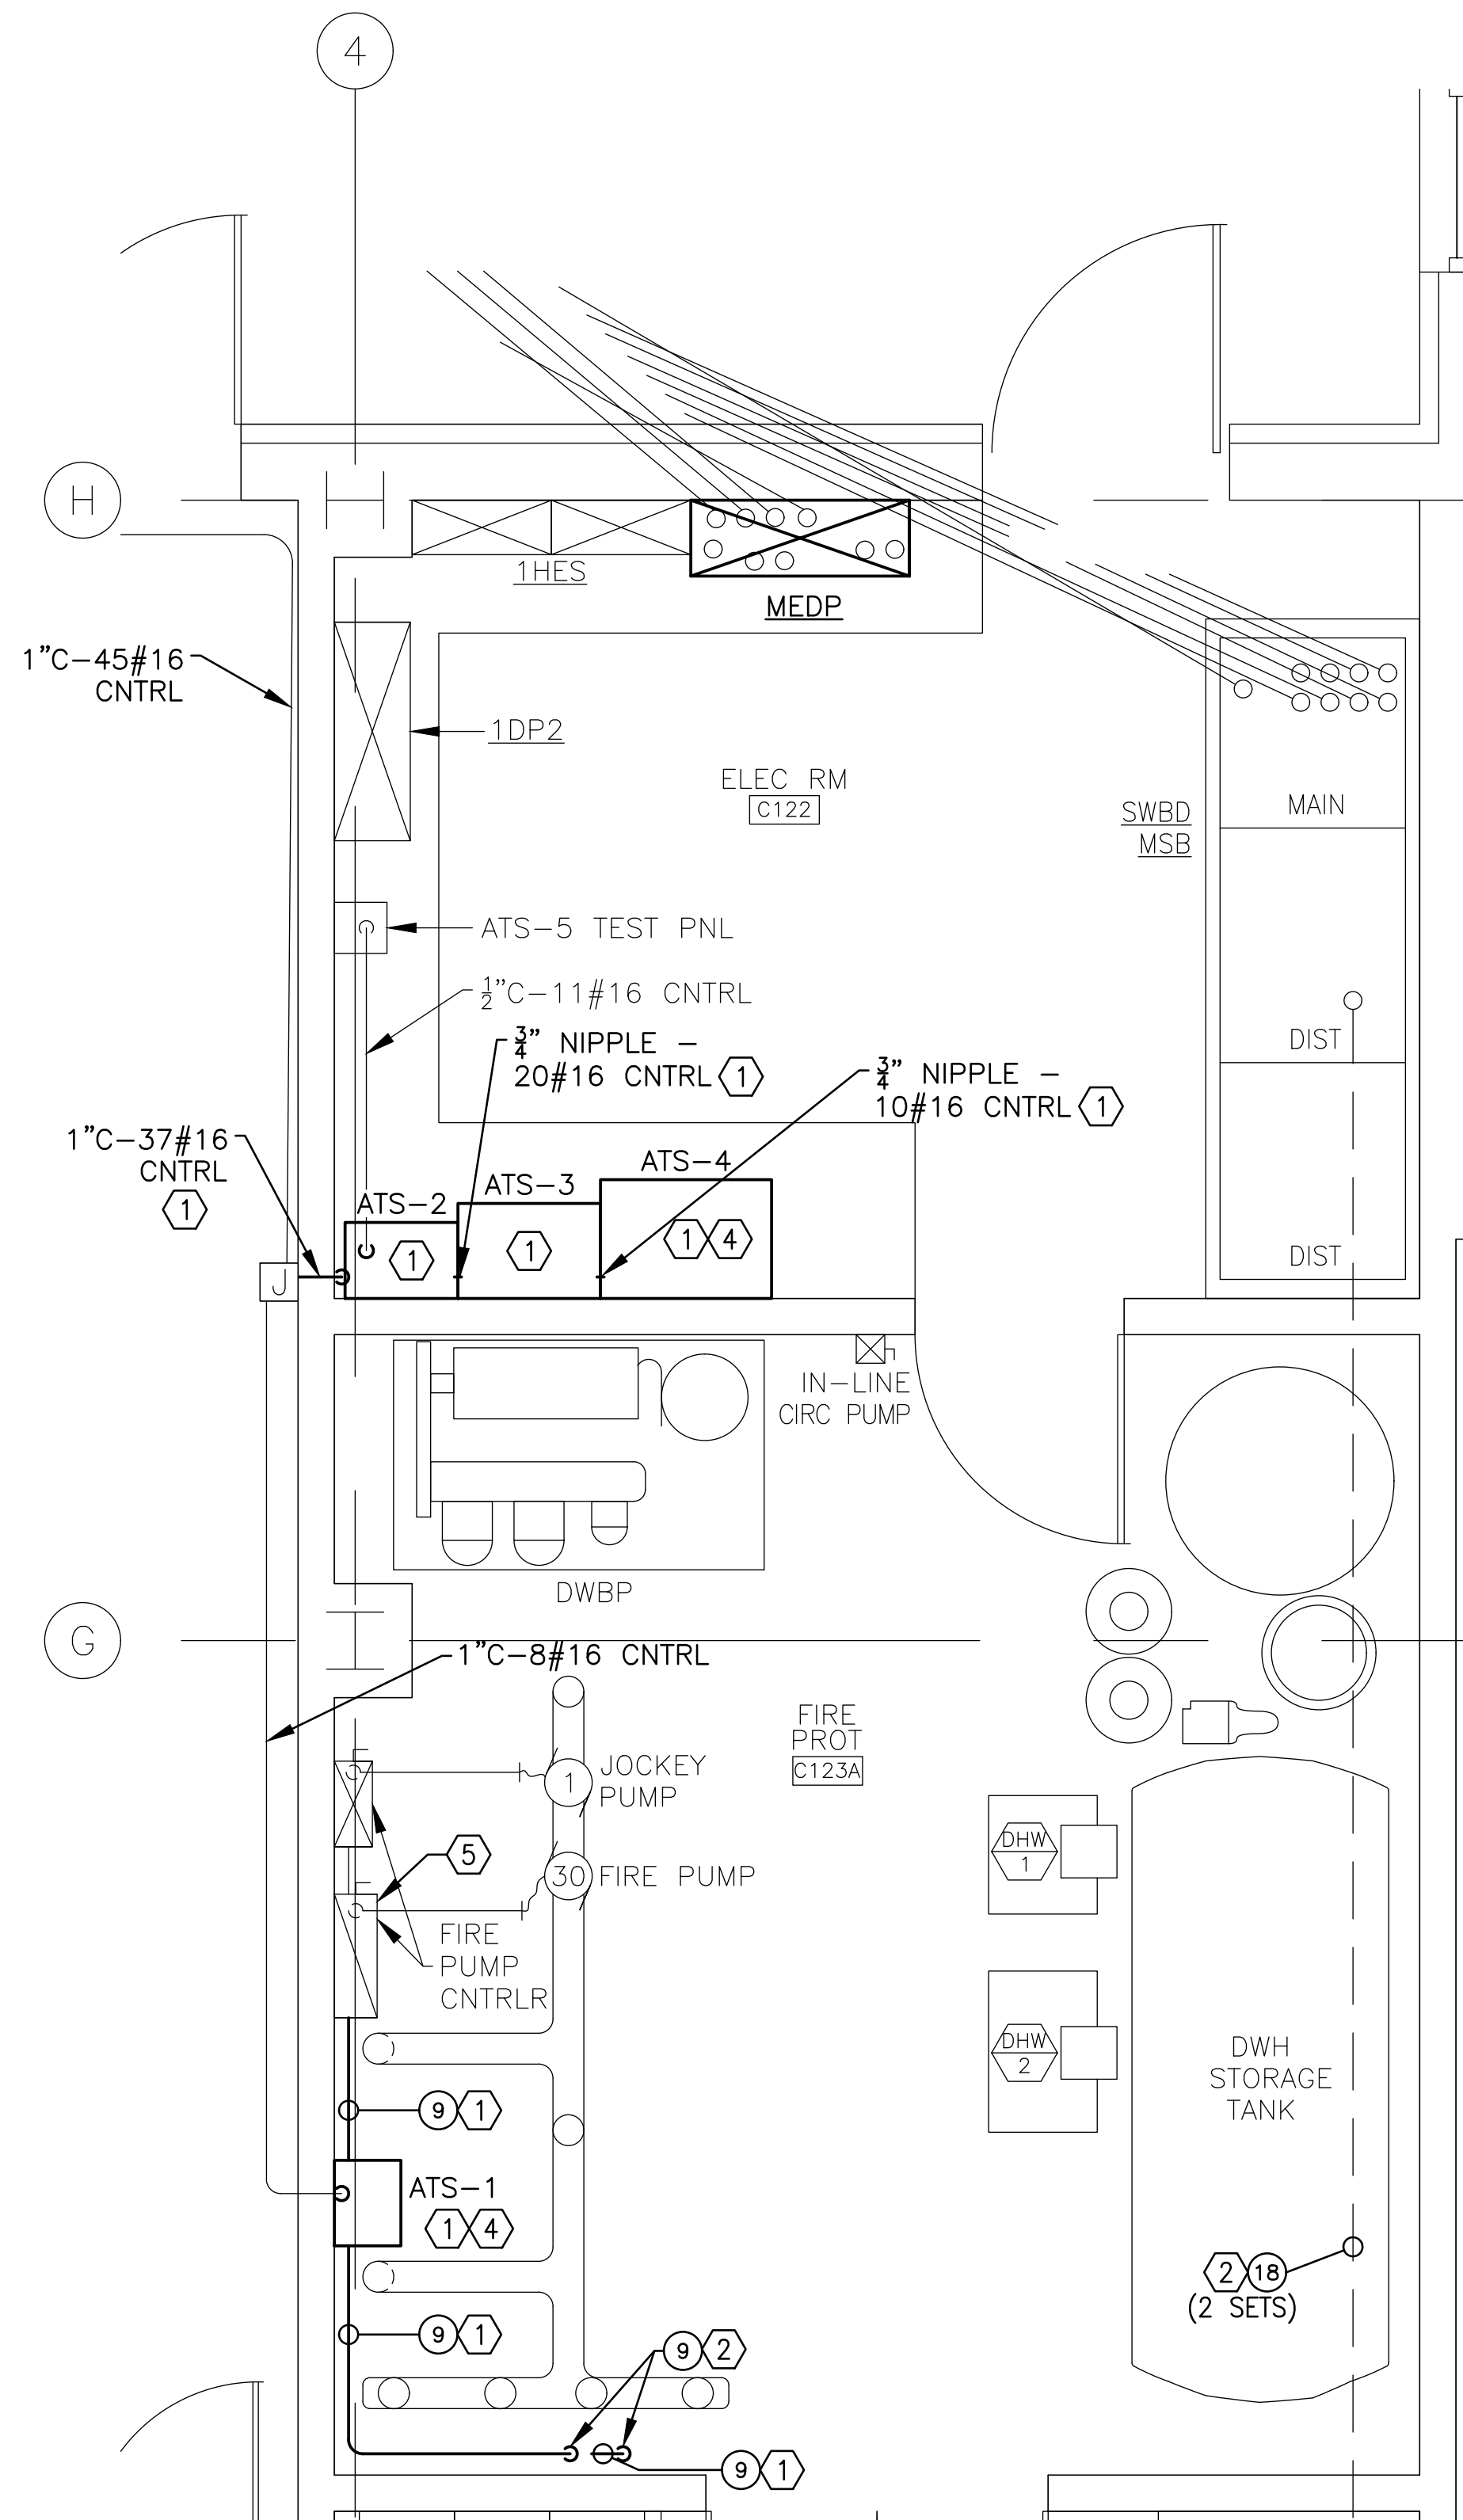 4
H
1HES
MEDP
1"C-45#16
CNTRL
1DP2
ELEC RM
C122
SWBD
MSB
MAIN
ATS-5 TEST PNL
1/2"C-11#16 CNTRL
3/4" NIPPLE -
20#16 CNTRL 1
3/4" NIPPLE -
10#16 CNTRL 1
DIST
1"C-37#16
CNTRL
1
ATS-2
ATS-3
ATS-4
1
1
1 4
DIST
J
IN-LINE
CIRC PUMP
DWBP
G
1"C-8#16 CNTRL
FIRE
PROT
C123A
1
JOCKEY
PUMP
5
30
FIRE PUMP
FIRE
PUMP
CNTRLR
DHW
1
DHW
2
DWH
STORAGE
TANK
9 1
ATS-1
1 4
2 18
(2 SETS)
9 1
9 2
9 1